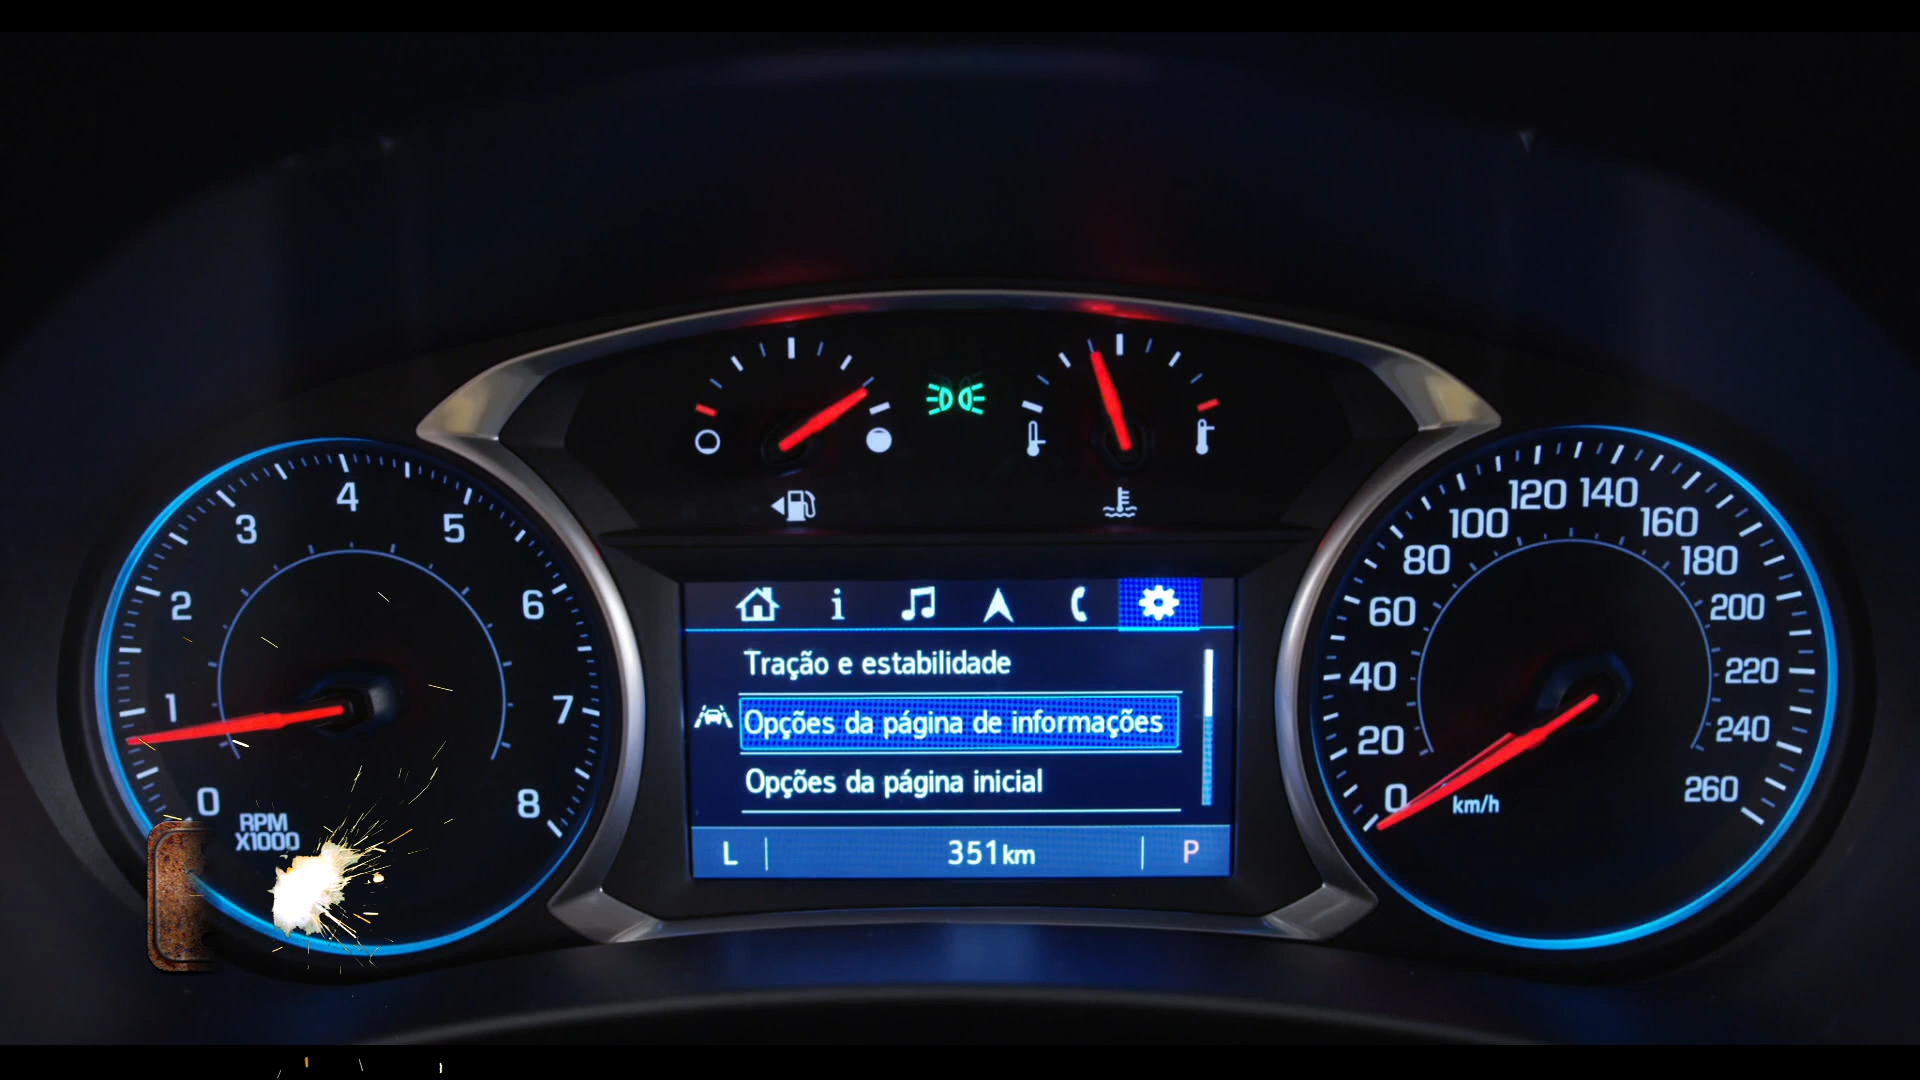 4
3
5
2
6
1
7
0
8
RPM
X1000
i
Tração e estabilidade
Opções da página de informações
Opções da página inicial
L
351km
P
120 140
100
160
80
180
60
200
40
220
20
240
0
260
km/h